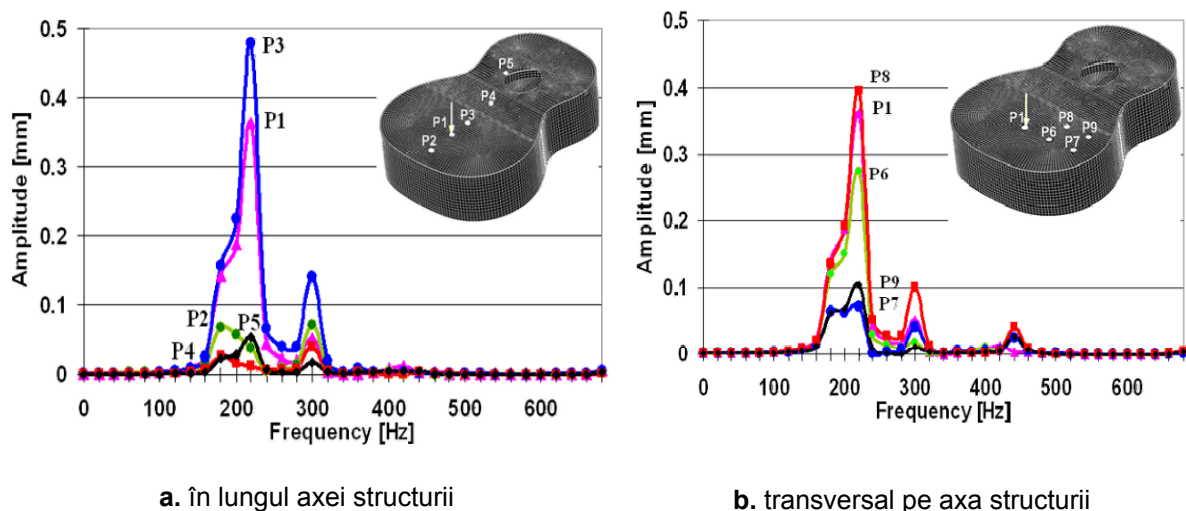 Amplitude [mm]
0.5
0.4
0.3
0.2
0.1
0
0 100 200 300 400 500 600
Frequency [Hz]
P3
P1
P2
P5
P4
P5
P4
P3
P1
P2
a. în lungul axei structurii
Amplitude [mm]
0.5
0.4
0.3
0.2
0.1
0
0 100 200 300 400 500 600
Frequency [Hz]
P8
P1
P6
P9
P7
P1
P8
P6
P9
P7
b. transversal pe axa structurii